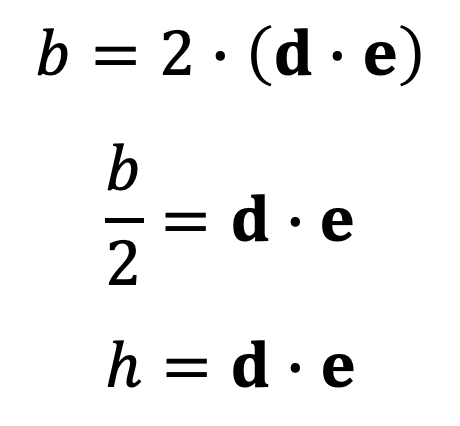 b = 2 · (𝐝 · 𝐞)
b/2 = 𝐝 · 𝐞
h = 𝐝 · 𝐞